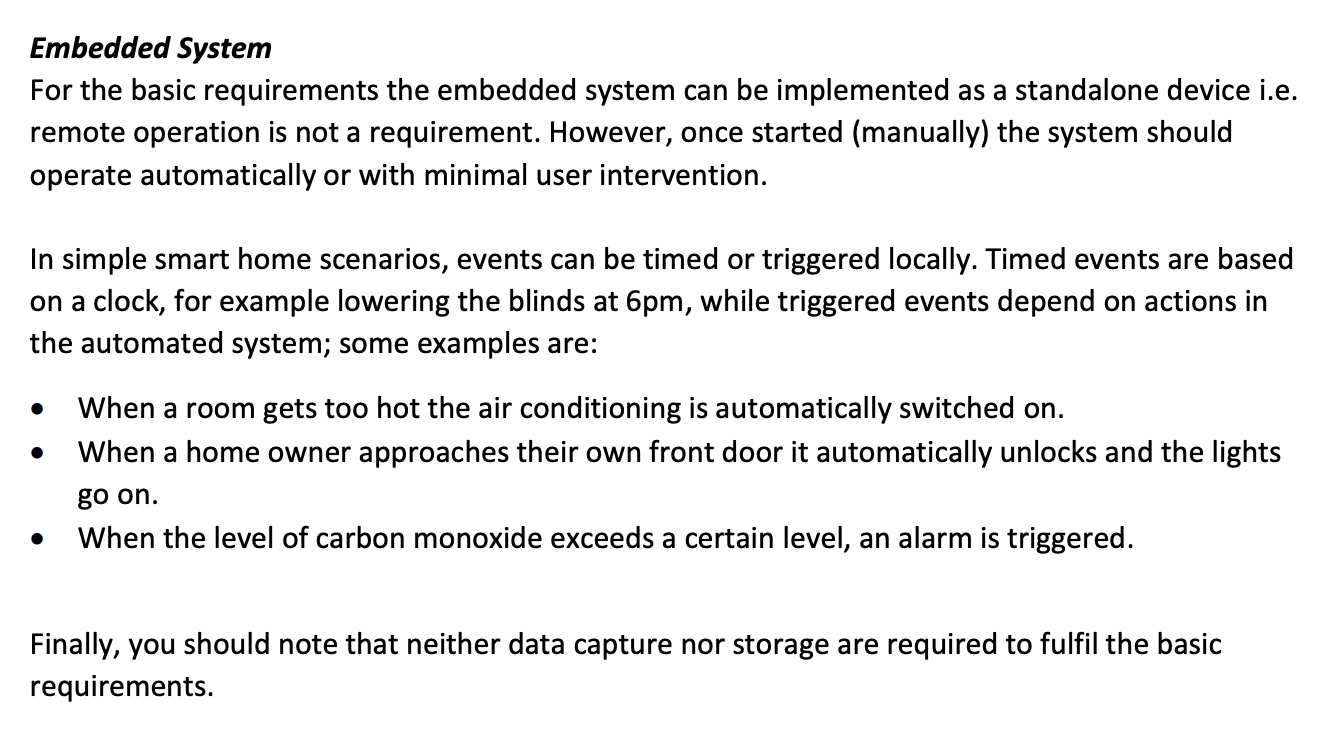 Embedded System
For the basic requirements the embedded system can be implemented as a standalone device i.e.
remote operation is not a requirement. However, once started (manually) the system should
operate automatically or with minimal user intervention.
In simple smart home scenarios, events can be timed or triggered locally. Timed events are based
on a clock, for example lowering the blinds at 6pm, while triggered events depend on actions in
the automated system; some examples are:
• When a room gets too hot the air conditioning is automatically switched on.
• When a home owner approaches their own front door it automatically unlocks and the lights
go on.
• When the level of carbon monoxide exceeds a certain level, an alarm is triggered.
Finally, you should note that neither data capture nor storage are required to fulfil the basic
requirements.